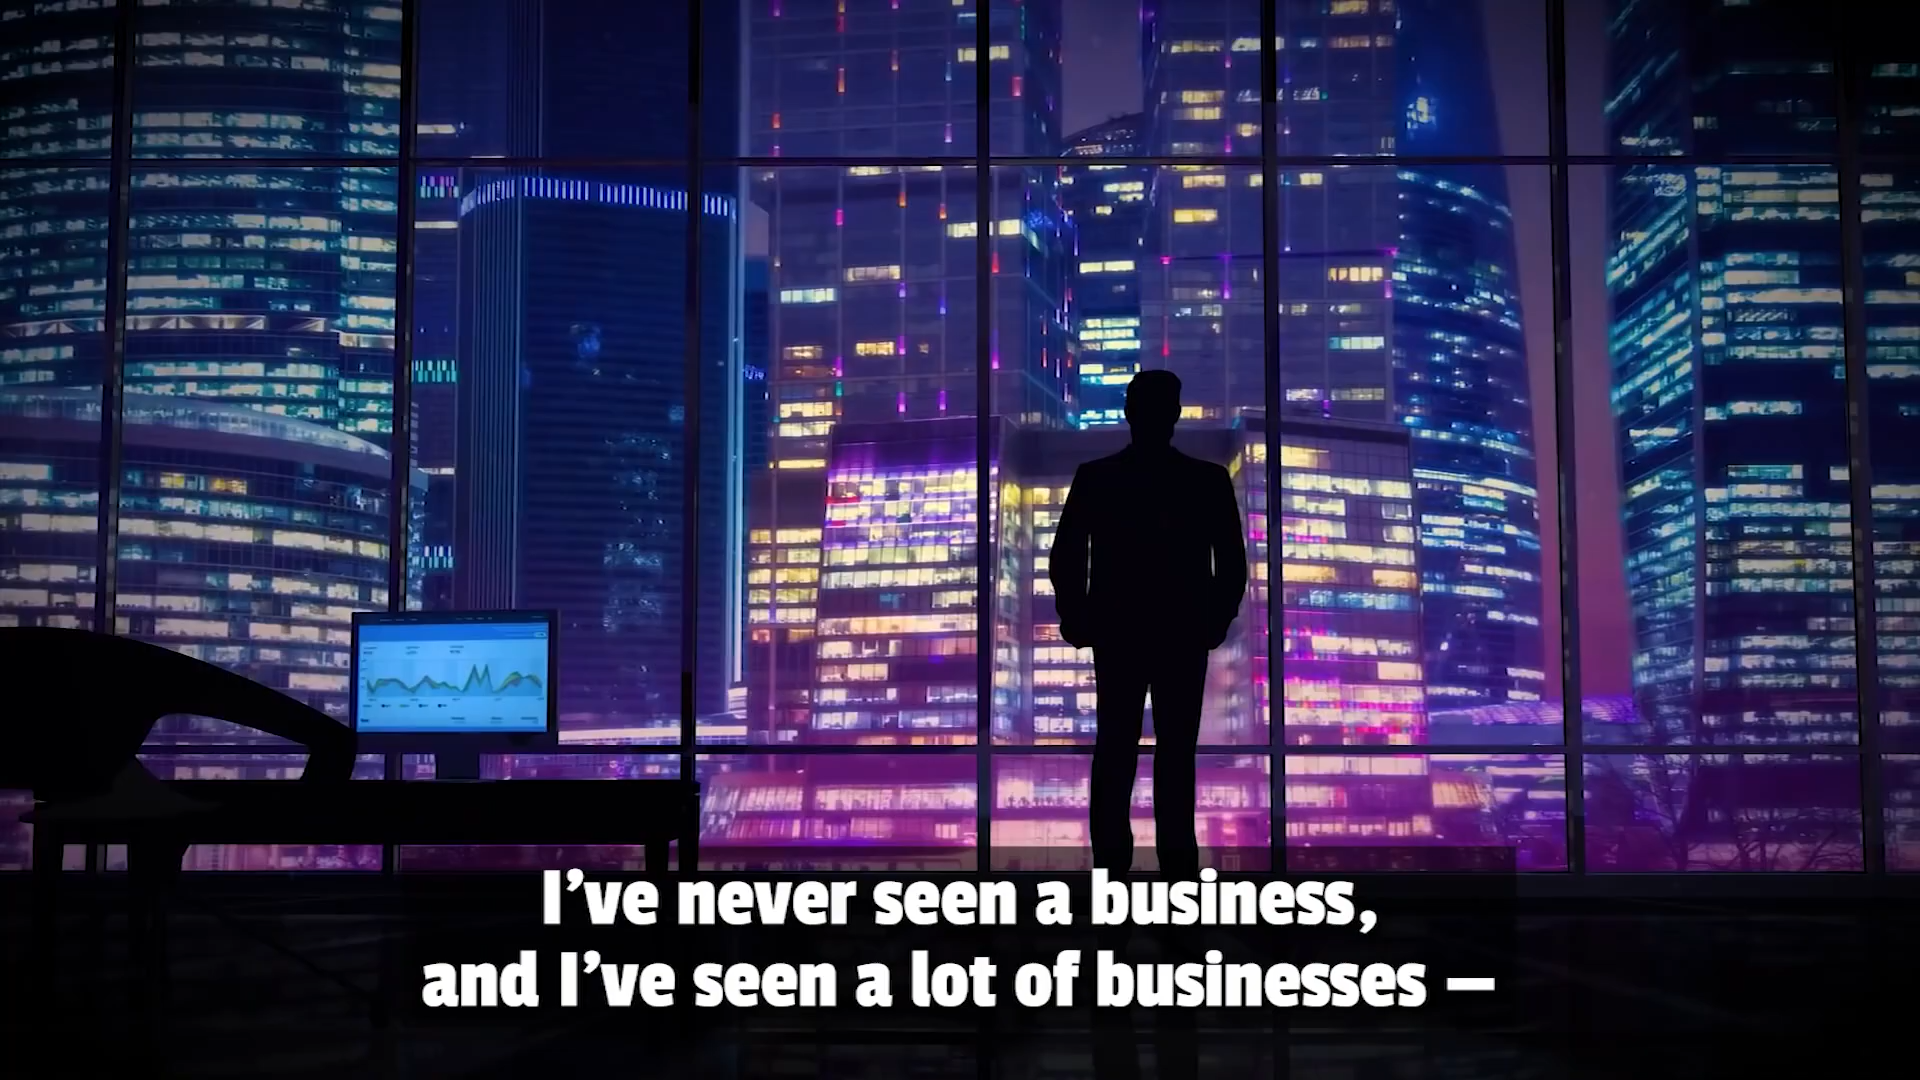 I've never seen a business,
and I've seen a lot of businesses —